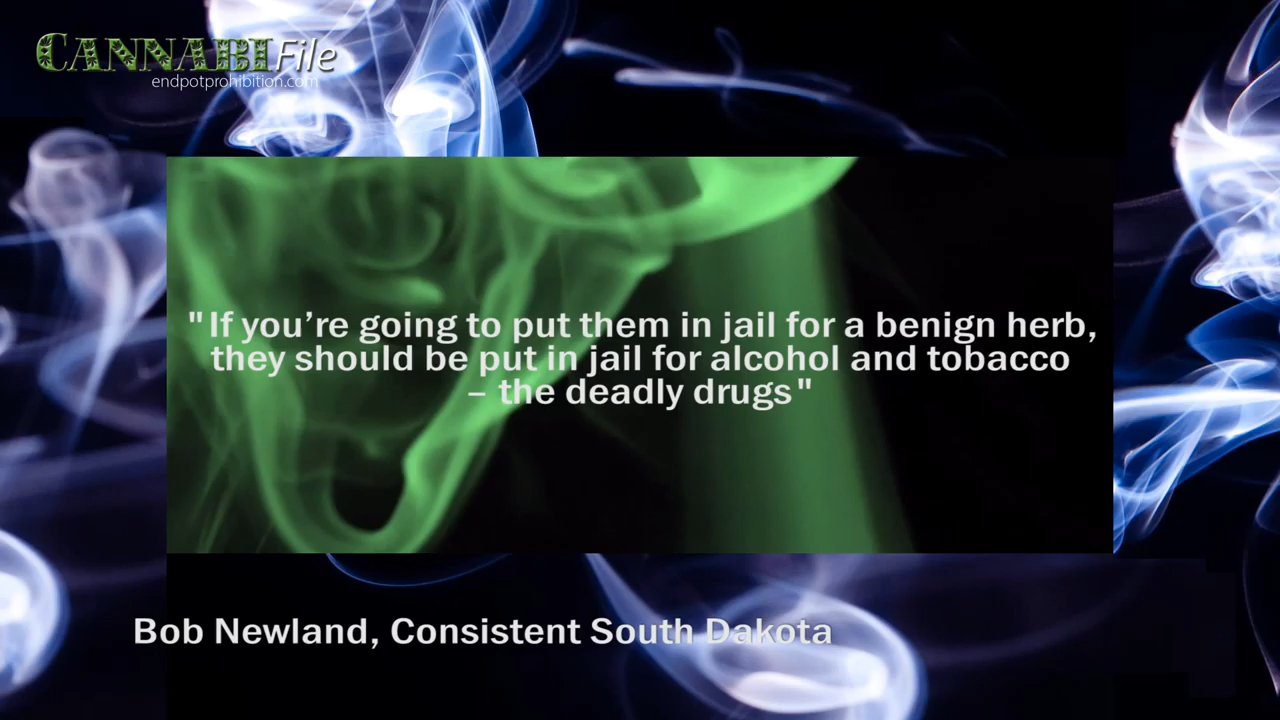 CANNABIFile
endpotprohibition.com
"If you’re going to put them in jail for a benign herb,
they should be put in jail for alcohol and tobacco
– the deadly drugs"
Bob Newland, Consistent South Dakota